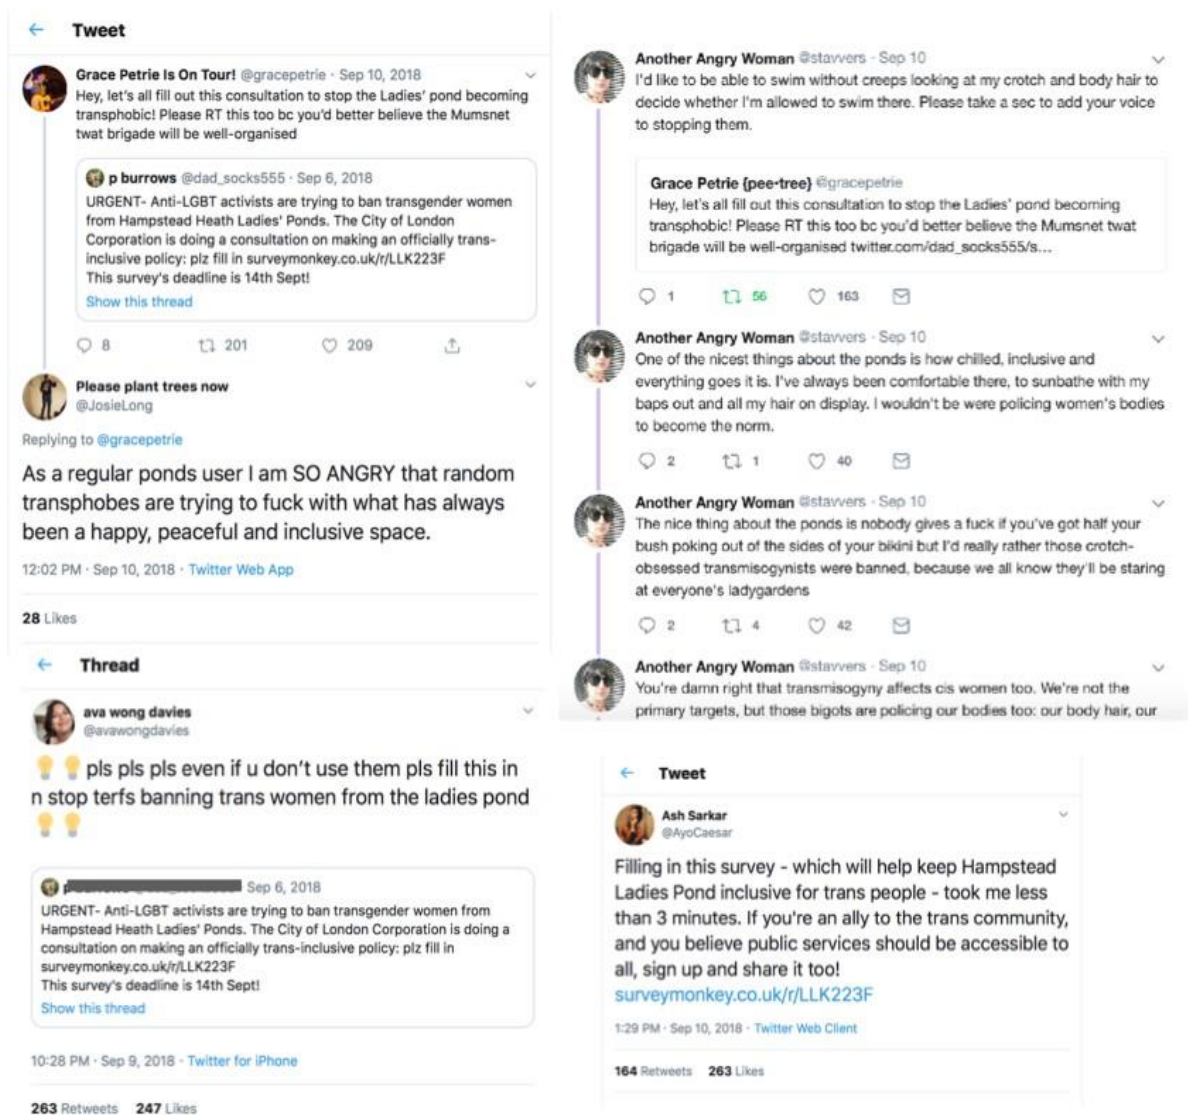 ← Tweet
Grace Petrie Is On Tour! @gracepetrie · Sep 10, 2018
Hey, let's all fill out this consultation to stop the Ladies' pond becoming
transphobic! Please RT this too bc you'd better believe the Mumsnet
twat brigade will be well-organised
p burrows @dad_socks555 · Sep 6, 2018
URGENT- Anti-LGBT activists are trying to ban transgender women
from Hampstead Heath Ladies' Ponds. The City of London
Corporation is doing a consultation on making an officially trans-
inclusive policy: plz fill in surveymonkey.co.uk/r/LLK223F
This survey's deadline is 14th Sept!
Show this thread
8 201 209
Please plant trees now
@JosieLong
Replying to @gracepetrie
As a regular ponds user I am SO ANGRY that random
transphobes are trying to fuck with what has always
been a happy, peaceful and inclusive space.
12:02 PM · Sep 10, 2018 · Twitter Web App
28 Likes
← Thread
ava wong davies
@avawongdavies
pls pls pls even if u don't use them pls fill this in
n stop terfs banning trans women from the ladies pond
Sep 6, 2018
URGENT- Anti-LGBT activists are trying to ban transgender women from
Hampstead Heath Ladies' Ponds. The City of London Corporation is doing a
consultation on making an officially trans-inclusive policy: plz fill in
surveymonkey.co.uk/r/LLK223F
This survey's deadline is 14th Sept!
Show this thread
10:28 PM · Sep 9, 2018 · Twitter for iPhone
263 Retweets 247 Likes
Another Angry Woman @stavvers · Sep 10
I'd like to be able to swim without creeps looking at my crotch and body hair to
decide whether I'm allowed to swim there. Please take a sec to add your voice
to stopping them.
Grace Petrie {pee•tree} @gracepetrie
Hey, let's all fill out this consultation to stop the Ladies' pond becoming
transphobic! Please RT this too bc you'd better believe the Mumsnet twat
brigade will be well-organised twitter.com/dad_socks555/s...
1 56 163
Another Angry Woman @stavvers · Sep 10
One of the nicest things about the ponds is how chilled, inclusive and
everything goes it is. I've always been comfortable there, to sunbathe with my
baps out and all my hair on display. I wouldn't be were policing women's bodies
to become the norm.
2 1 40
Another Angry Woman @stavvers · Sep 10
The nice thing about the ponds is nobody gives a fuck if you've got half your
bush poking out of the sides of your bikini but I'd really rather those crotch-
obsessed transmisogynists were banned, because we all know they'll be staring
at everyone's ladygardens
2 4 42
Another Angry Woman @stavvers · Sep 10
You're damn right that transmisogyny affects cis women too. We're not the
primary targets, but those bigots are policing our bodies too: our body hair, our
← Tweet
Ash Sarkar
@AyoCaesar
Filling in this survey - which will help keep Hampstead
Ladies Pond inclusive for trans people - took me less
than 3 minutes. If you're an ally to the trans community,
and you believe public services should be accessible to
all, sign up and share it too!
surveymonkey.co.uk/r/LLK223F
1:29 PM · Sep 10, 2018 · Twitter Web Client
164 Retweets 263 Likes